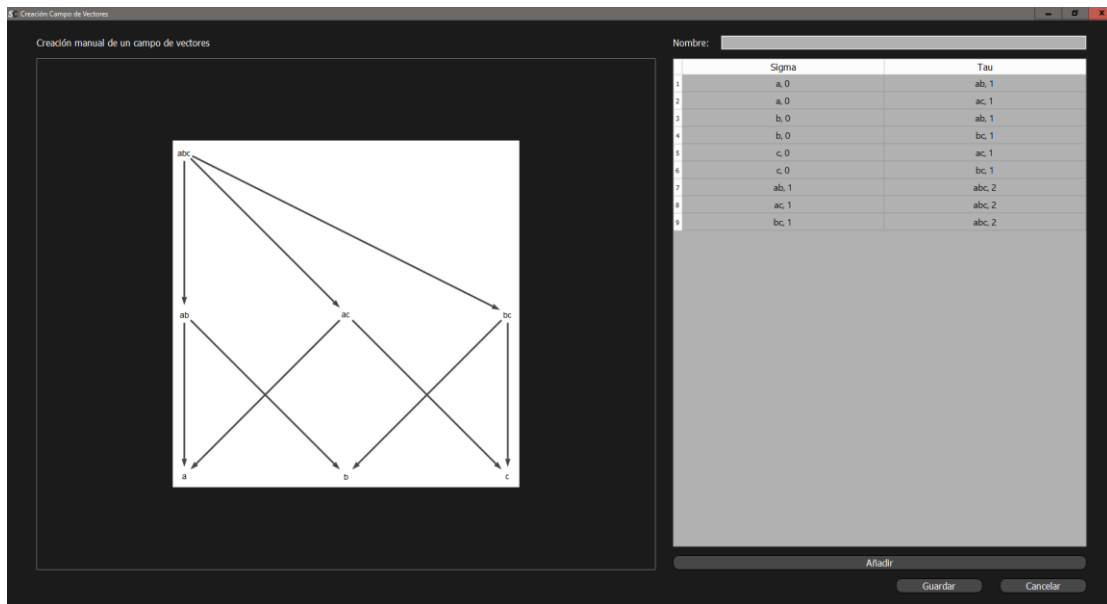 SC Creación Campo de Vectores
Creación manual de un campo de vectores
Nombre:
abc
ab ac bc
a b c
Sigma Tau
1 a, 0 ab, 1
2 a, 0 ac, 1
3 b, 0 ab, 1
4 b, 0 bc, 1
5 c, 0 ac, 1
6 c, 0 bc, 1
7 ab, 1 abc, 2
8 ac, 1 abc, 2
9 bc, 1 abc, 2
Añadir
Guardar Cancelar